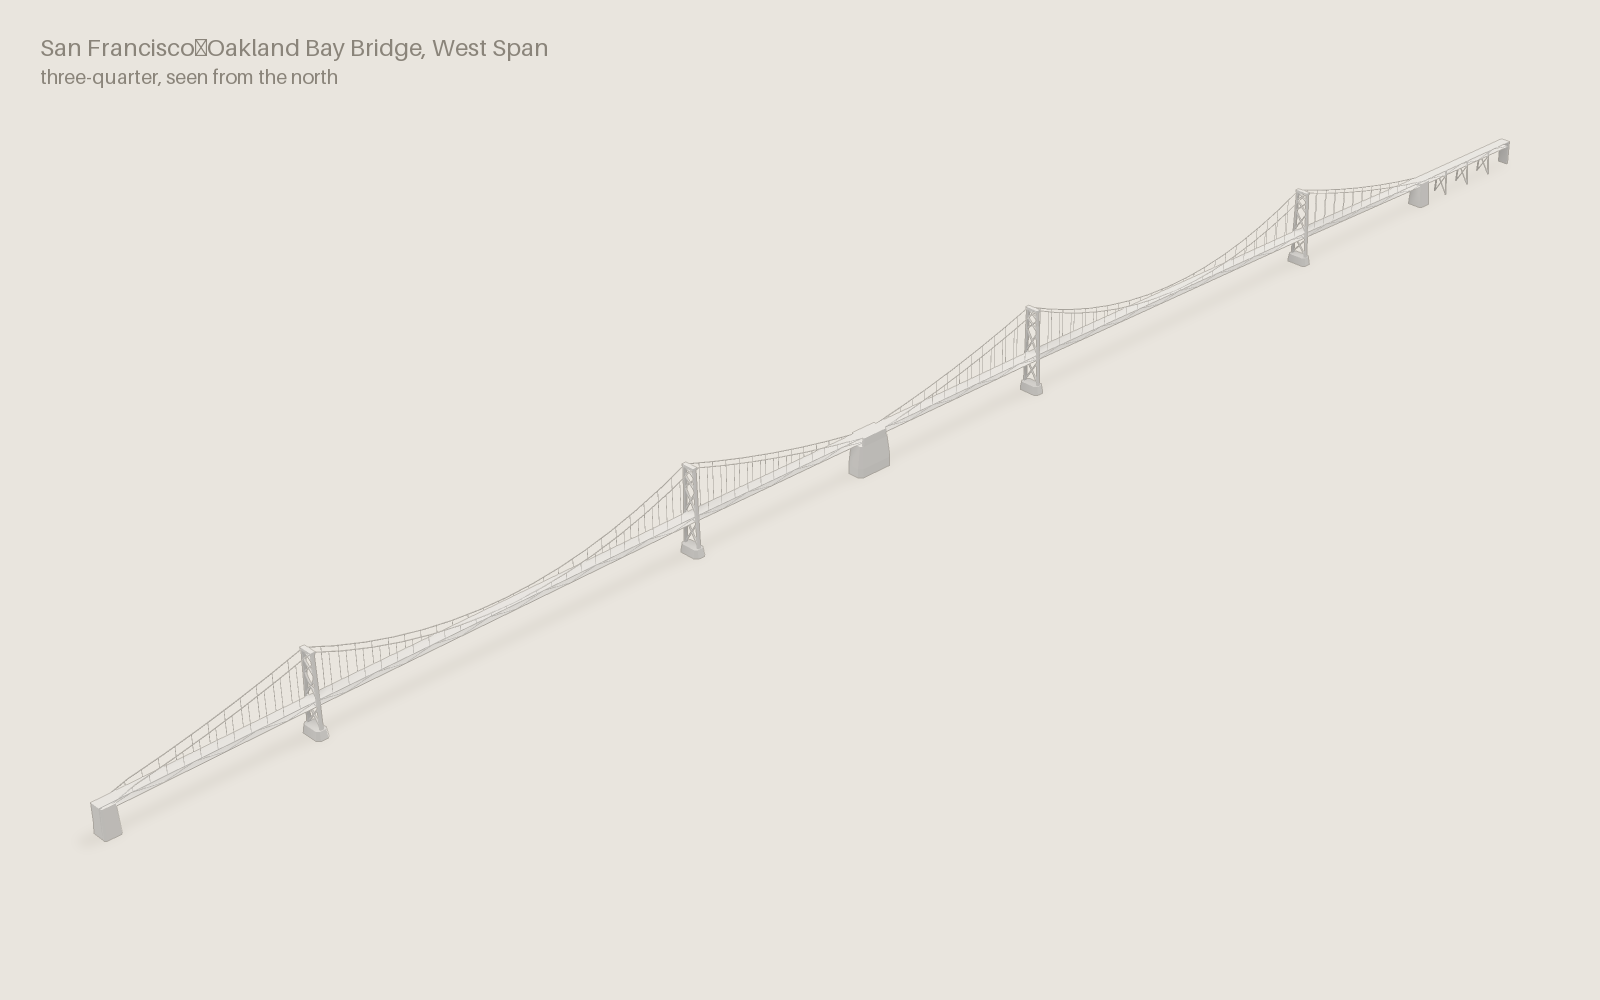 San Francisco▯Oakland Bay Bridge, West Span
three-quarter, seen from the north